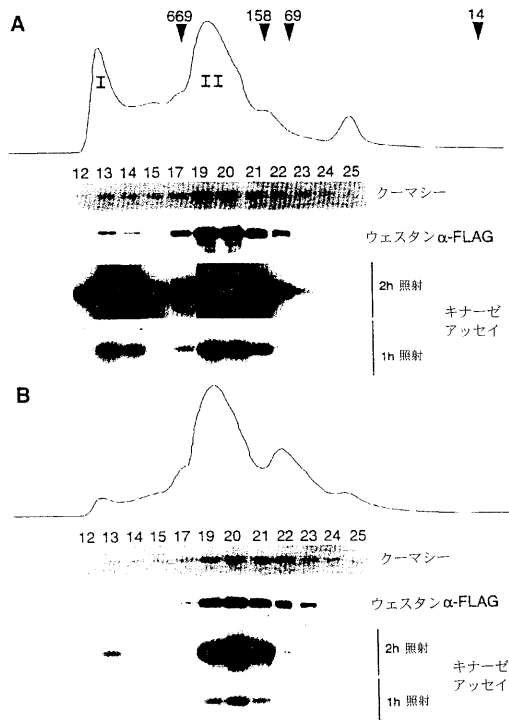 A
669 158 69 14
I II
12 13 14 15 17 19 20 21 22 23 24 25
クーマシー
ウェスタンα-FLAG
2h 照射
キナーゼ
アッセイ
1h 照射
B
12 13 14 15 17 19 20 21 22 23 24 25
クーマシー
ウェスタンα-FLAG
2h 照射
キナーゼ
アッセイ
1h 照射